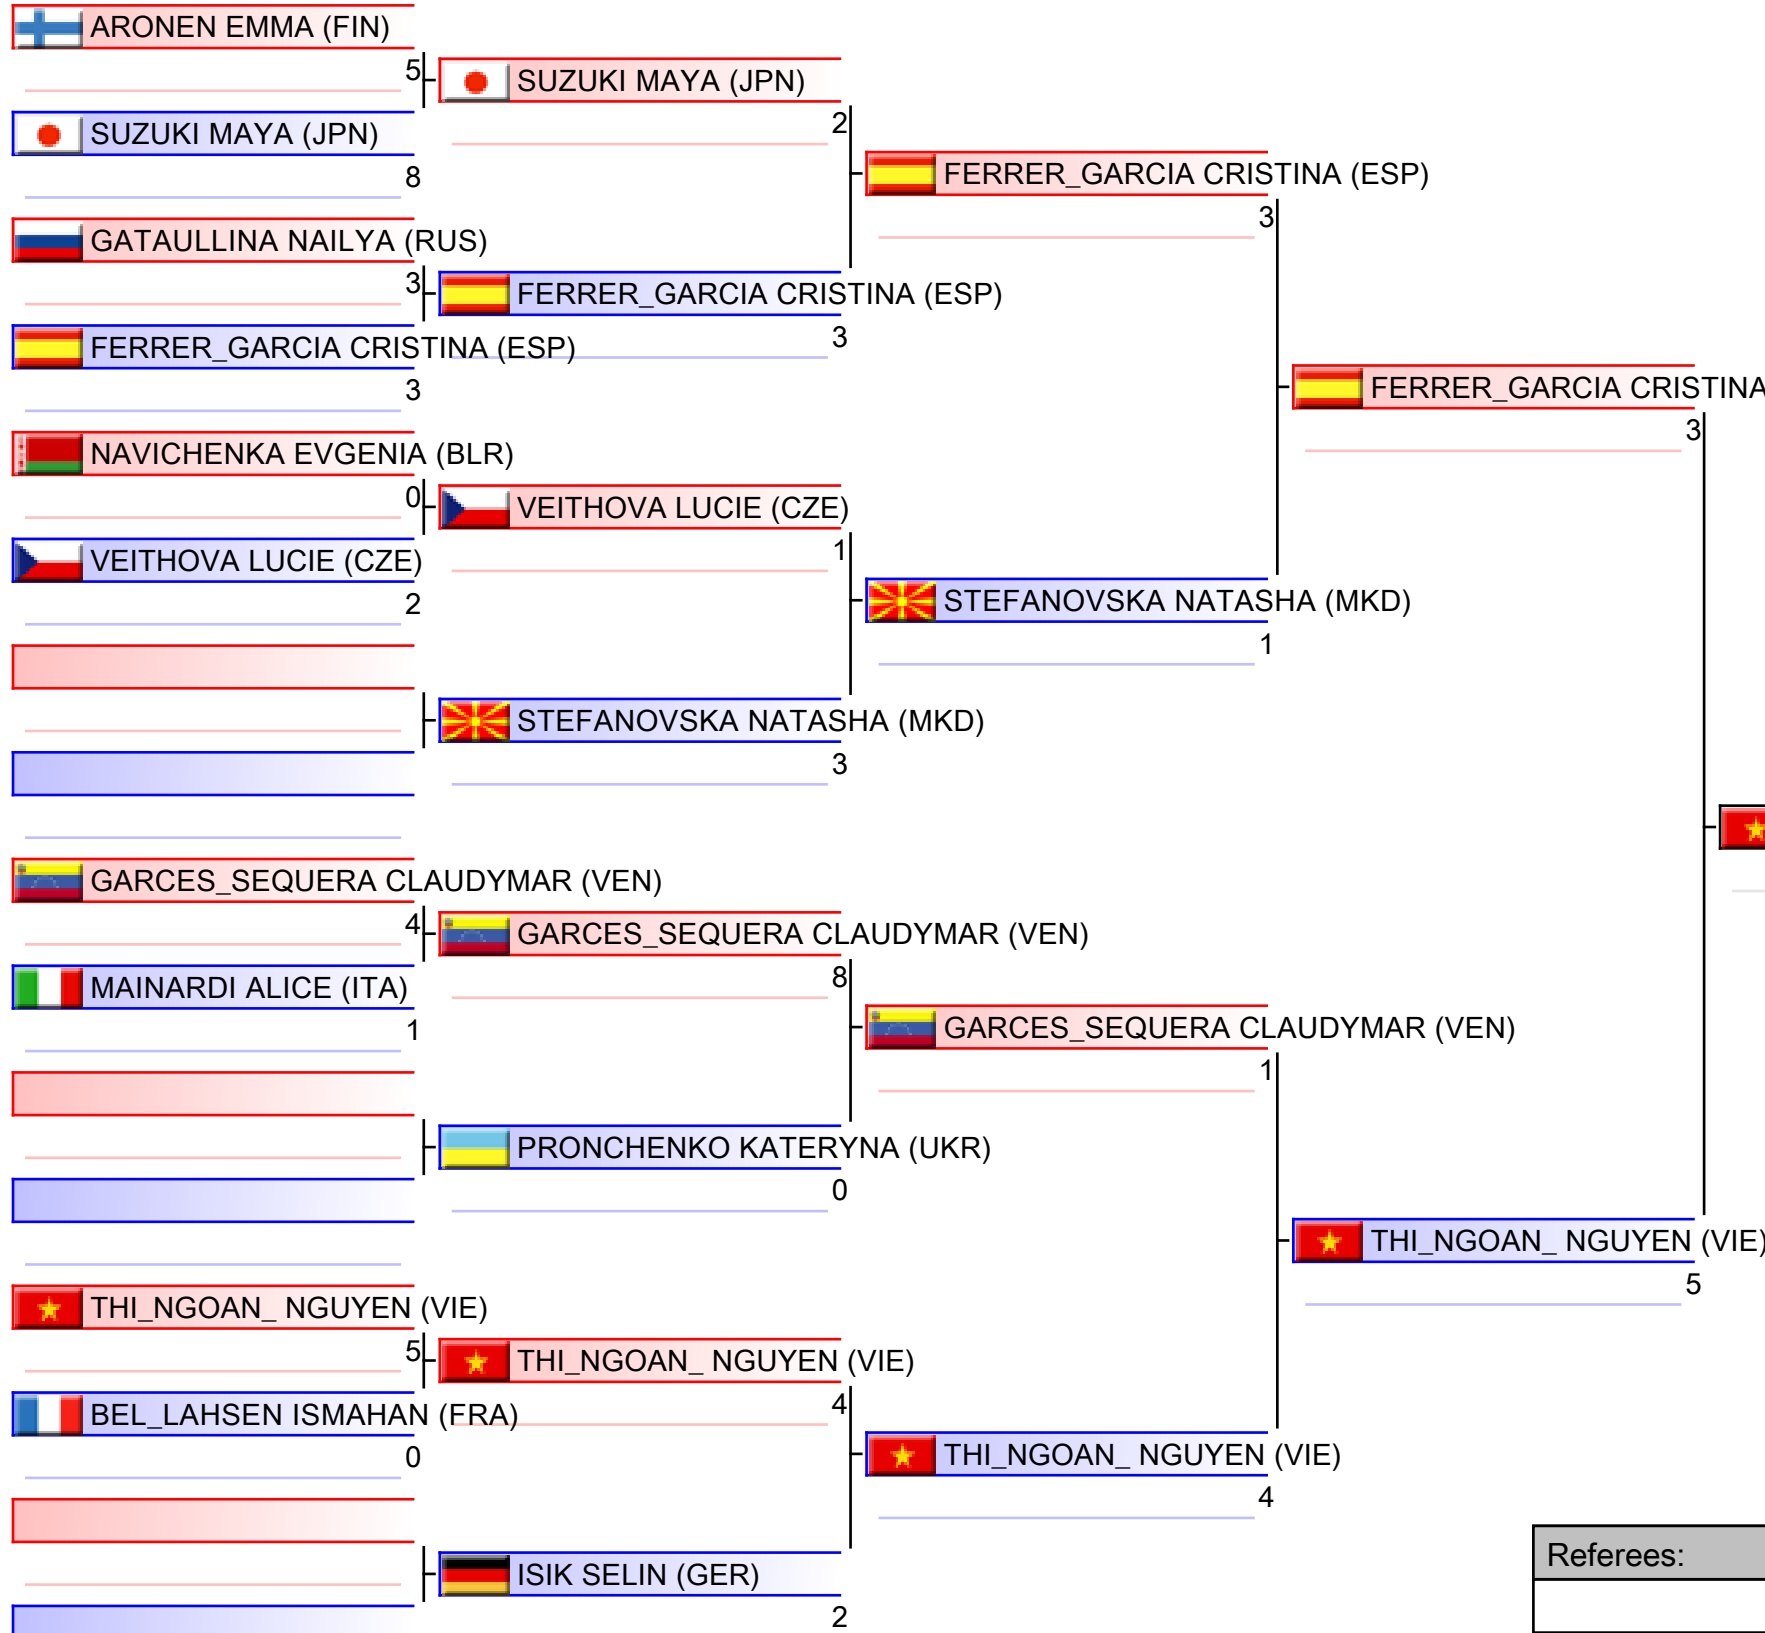 ARONEN EMMA (FIN)
5
SUZUKI MAYA (JPN)
8
GATAULLINA NAILYA (RUS)
3
FERRER_GARCIA CRISTINA (ESP)
3
NAVICHENKA EVGENIA (BLR)
0
VEITHOVA LUCIE (CZE)
2
GARCES_SEQUERA CLAUDYMAR (VEN)
4
MAINARDI ALICE (ITA)
1
THI_NGOAN_ NGUYEN (VIE)
5
BEL_LAHSEN ISMAHAN (FRA)
0
SUZUKI MAYA (JPN)
2
FERRER_GARCIA CRISTINA (ESP)
3
VEITHOVA LUCIE (CZE)
1
STEFANOVSKA NATASHA (MKD)
3
GARCES_SEQUERA CLAUDYMAR (VEN)
8
PRONCHENKO KATERYNA (UKR)
0
THI_NGOAN_ NGUYEN (VIE)
4
ISIK SELIN (GER)
2
FERRER_GARCIA CRISTINA (ESP)
3
STEFANOVSKA NATASHA (MKD)
1
GARCES_SEQUERA CLAUDYMAR (VEN)
1
THI_NGOAN_ NGUYEN (VIE)
4
FERRER_GARCIA CRISTINA
3
THI_NGOAN_ NGUYEN (VIE)
5
Referees: